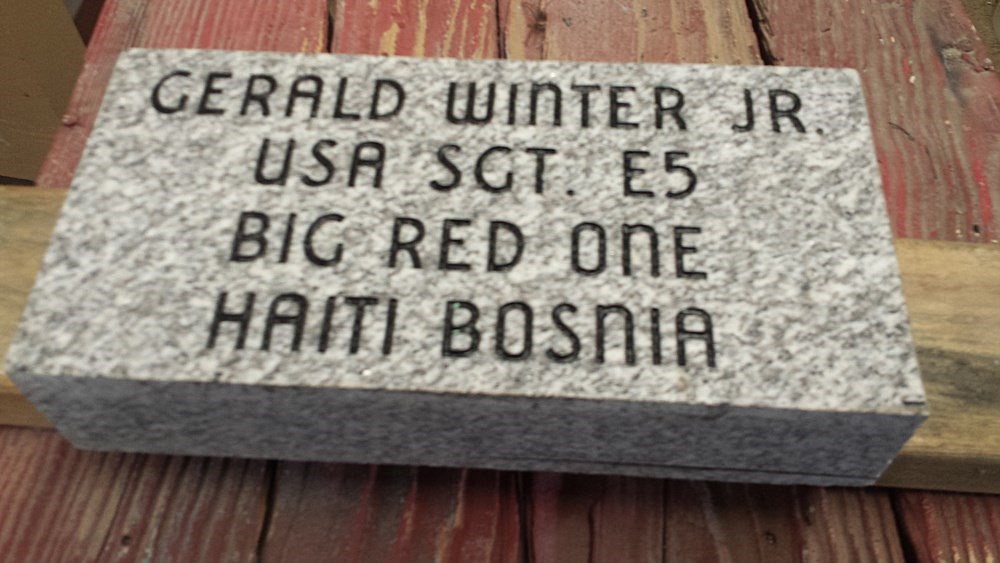 GERALD WINTER JR.
USA SGT. E5
BIG RED ONE
HAITI BOSNIA